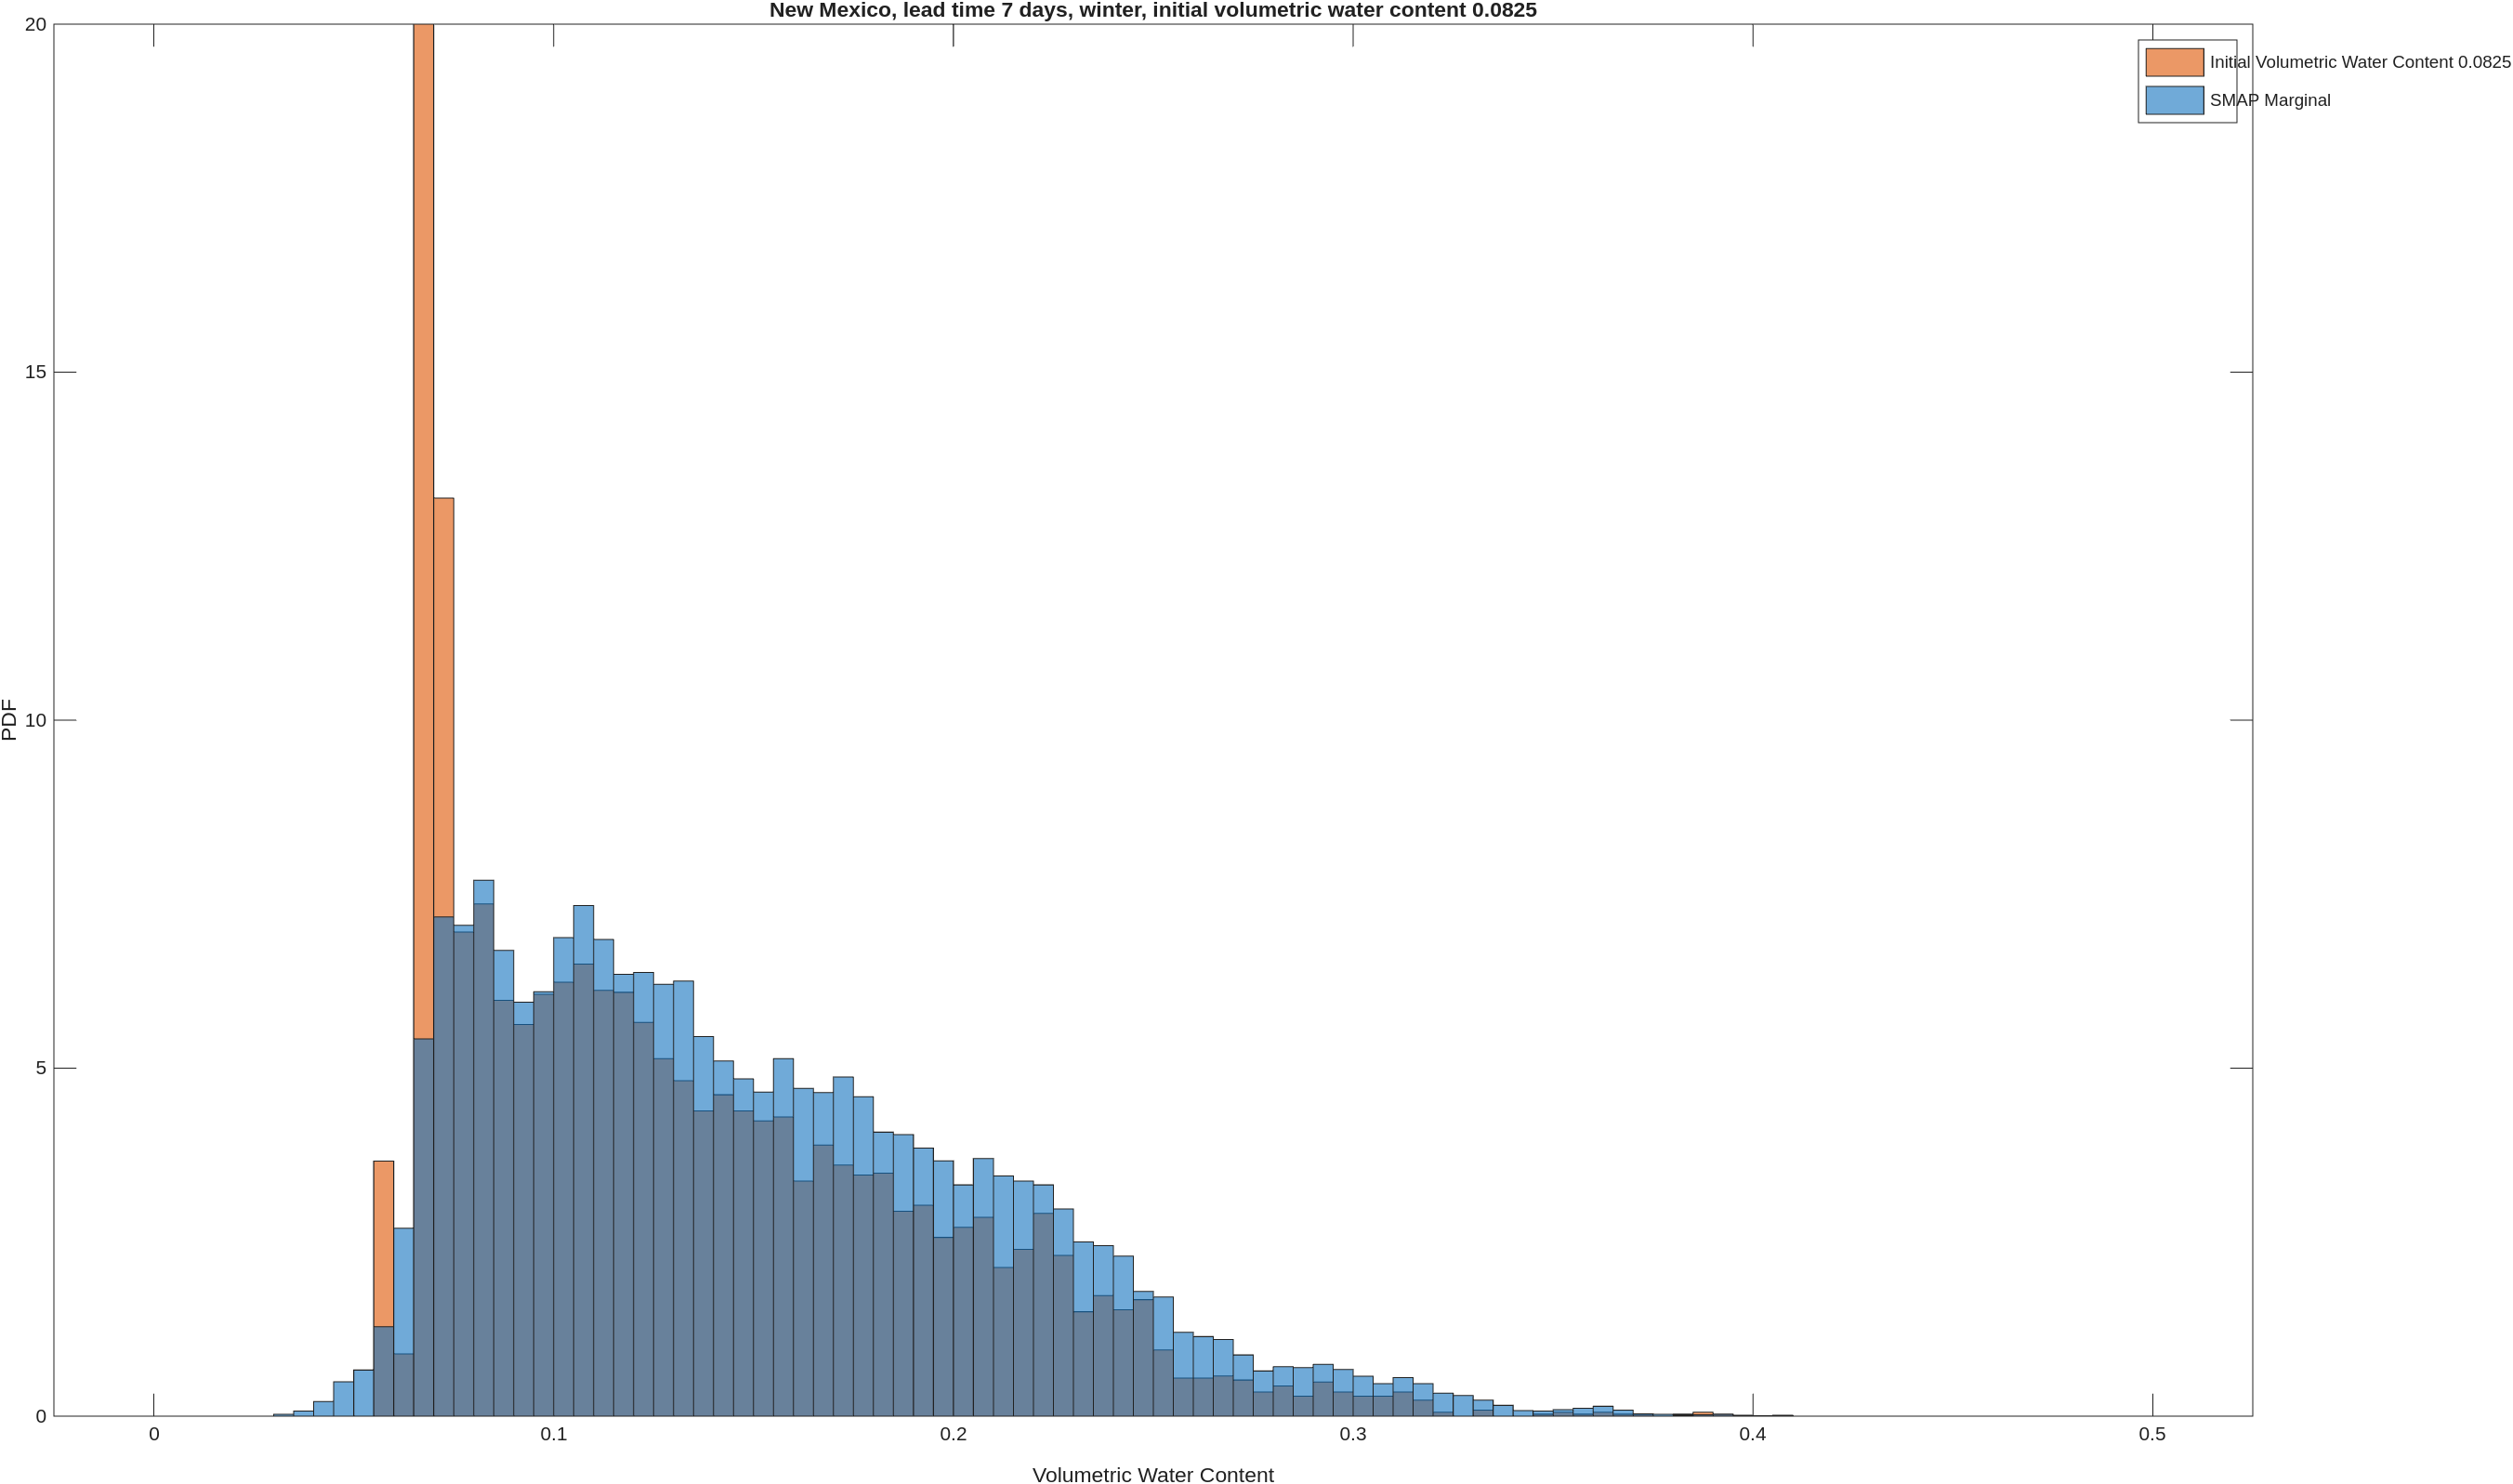 New Mexico, lead time 7 days, winter, initial volumetric water content 0.0825
Initial Volumetric Water Content 0.0825
SMAP Marginal
20
15
10
5
0
PDF
0 0.1 0.2 0.3 0.4 0.5
Volumetric Water Content